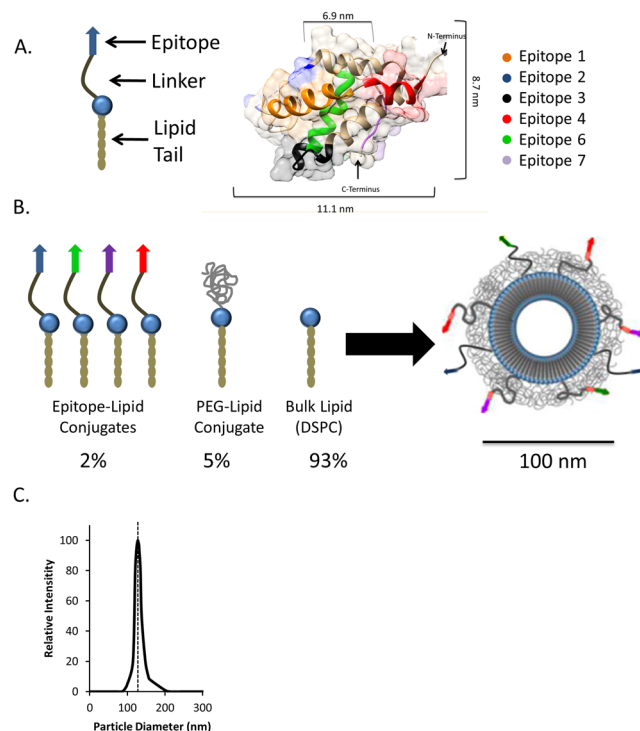 A.
Epitope
Linker
Lipid
Tail
6.9 nm
N-Terminus
8.7 nm
C-Terminus
11.1 nm
Epitope 1
Epitope 2
Epitope 3
Epitope 4
Epitope 6
Epitope 7
B.
Epitope-Lipid
Conjugates
2%
PEG-Lipid
Conjugate
5%
Bulk Lipid
(DSPC)
93%
100 nm
C.
Relative Intensitity
100
80
60
40
20
0
0 100 200 300
Particle Diameter (nm)